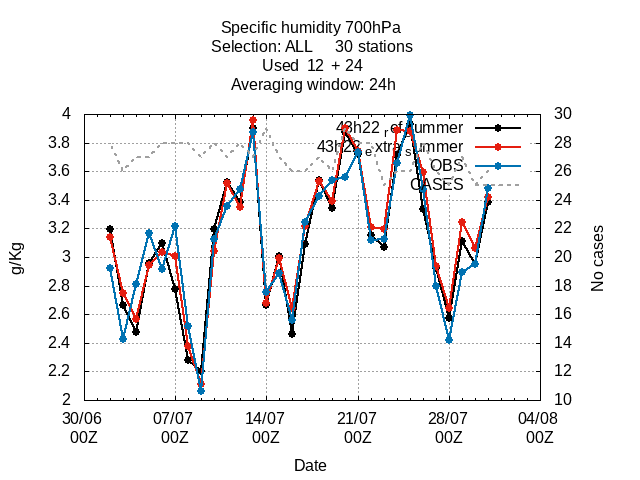 Specific humidity 700hPa
Selection: ALL 30 stations
Used 12 + 24
Averaging window: 24h
4 30
3.8 28
3.6 26
3.4 24
3.2 22
3 20
2.8 18
2.6 16
2.4 14
2.2 12
2 10
43h22_ref_summer
43h22_extra_summer
OBS
CASES
g/Kg
No cases
30/06 07/07 14/07 21/07 28/07 04/08
00Z 00Z 00Z 00Z 00Z 00Z
Date